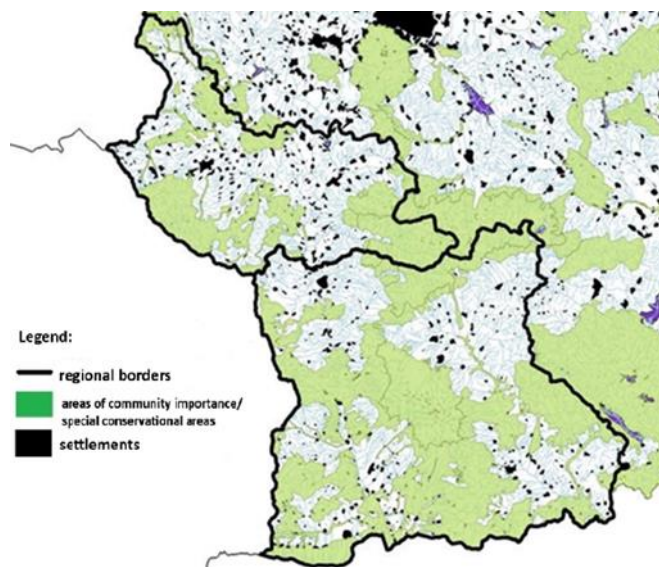 Legend:
regional borders
areas of community importance/
special conservational areas
settlements